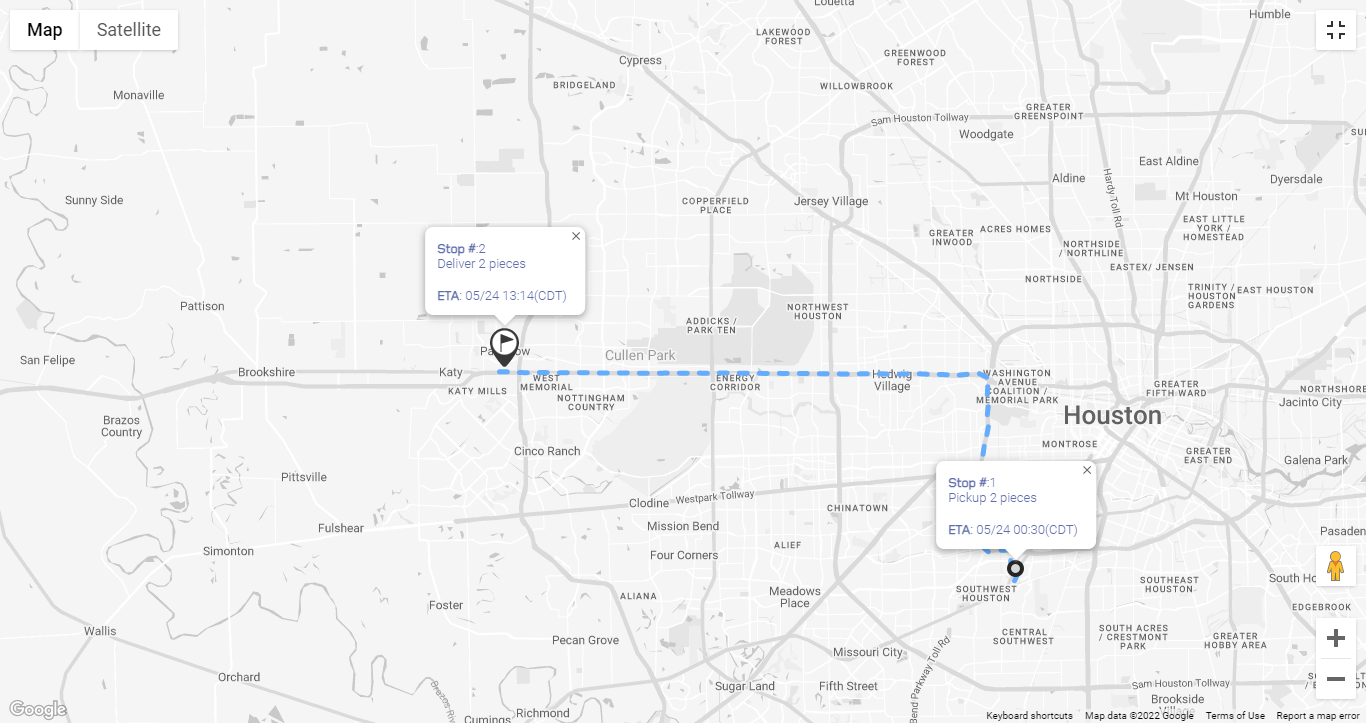 Map
Satellite
Louetta
Humble
LAKEWOOD
FOREST
Cypress
GREENWOOD
FOREST
BRIDGELAND
WILLOWBROOK
Monaville
GREATER
GREENSPOINT
Sam Houston Tollway
Woodgate
East Aldine
Aldine
Dyersdale
Hardy Toll Rd
Sunny Side
COPPERFIELD
PLACE
Jersey Village
Mt Houston
GREATER
INWOOD
ACRES HOMES
EAST LITTLE
YORK /
HOMESTEAD
NORTHSIDE
/ NORTHLINE
EASTEX/ JENSEN
NORTHSIDE
TRINITY /
HOUSTON
GARDENS
EAST HOUSTON
Stop #:2
Deliver 2 pieces
ETA: 05/24 13:14(CDT)
Pattison
NORTHWEST
HOUSTON
ADDICKS /
PARK TEN
San Felipe
Cullen Park
Brookshire
Katy
KATY MILLS
WEST
MEMORIAL
NOTTINGHAM
COUNTRY
ENERGY
CORRIDOR
Hedwig
Village
WASHINGTON
AVENUE
COALITION /
MEMORIAL PARK
GREATER
FIFTH WARD
NORTHSHORE
Jacinto City
Houston
Brazos
Country
MONTROSE
GREATER
EAST END
Galena Park
Cinco Ranch
Pittsville
Stop #:1
Pickup 2 pieces
ETA: 05/24 00:30(CDT)
Westpark Tollway
Clodine
CHINATOWN
Fulshear
Mission Bend
Pasaden
Simonton
ALIEF
Four Corners
SOUTHWEST
HOUSTON
SOUTHEAST
HOUSTON
South Ho
Meadows
Place
ALIANA
Foster
EDGEBROOK
Wallis
Pecan Grove
CENTRAL
SOUTHWEST
SOUTH ACRES
/ CRESTMONT
PARK
GREATER
HOBBY AREA
Missouri City
Orchard
Sugar Land
Fifth Street
Bend Parkway Toll Rd
Sam Houston Tollway
Brookside
Richmond
Cumings
Google
Keyboard shortcuts
Map data ©2022 Google
Terms of Use
Report a map error